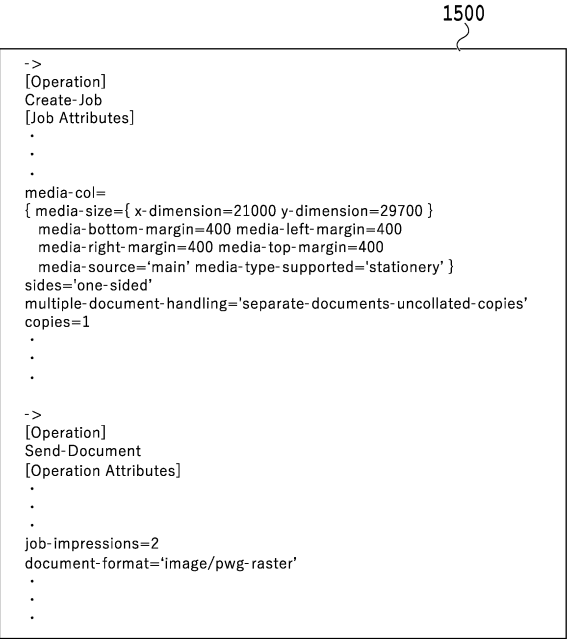 1500
->
[Operation]
Create-Job
[Job Attributes]
・
・
・
media-col=
{ media-size={ x-dimension=21000 y-dimension=29700 }
media-bottom-margin=400 media-left-margin=400
media-right-margin=400 media-top-margin=400
media-source=‘main’ media-type-supported='stationery’ }
sides='one-sided’
multiple-document-handling='separate-documents-uncollated-copies’
copies=1
・
・
・
->
[Operation]
Send-Document
[Operation Attributes]
・
・
・
job-impressions=2
document-format=‘image/pwg-raster’
・
・
・